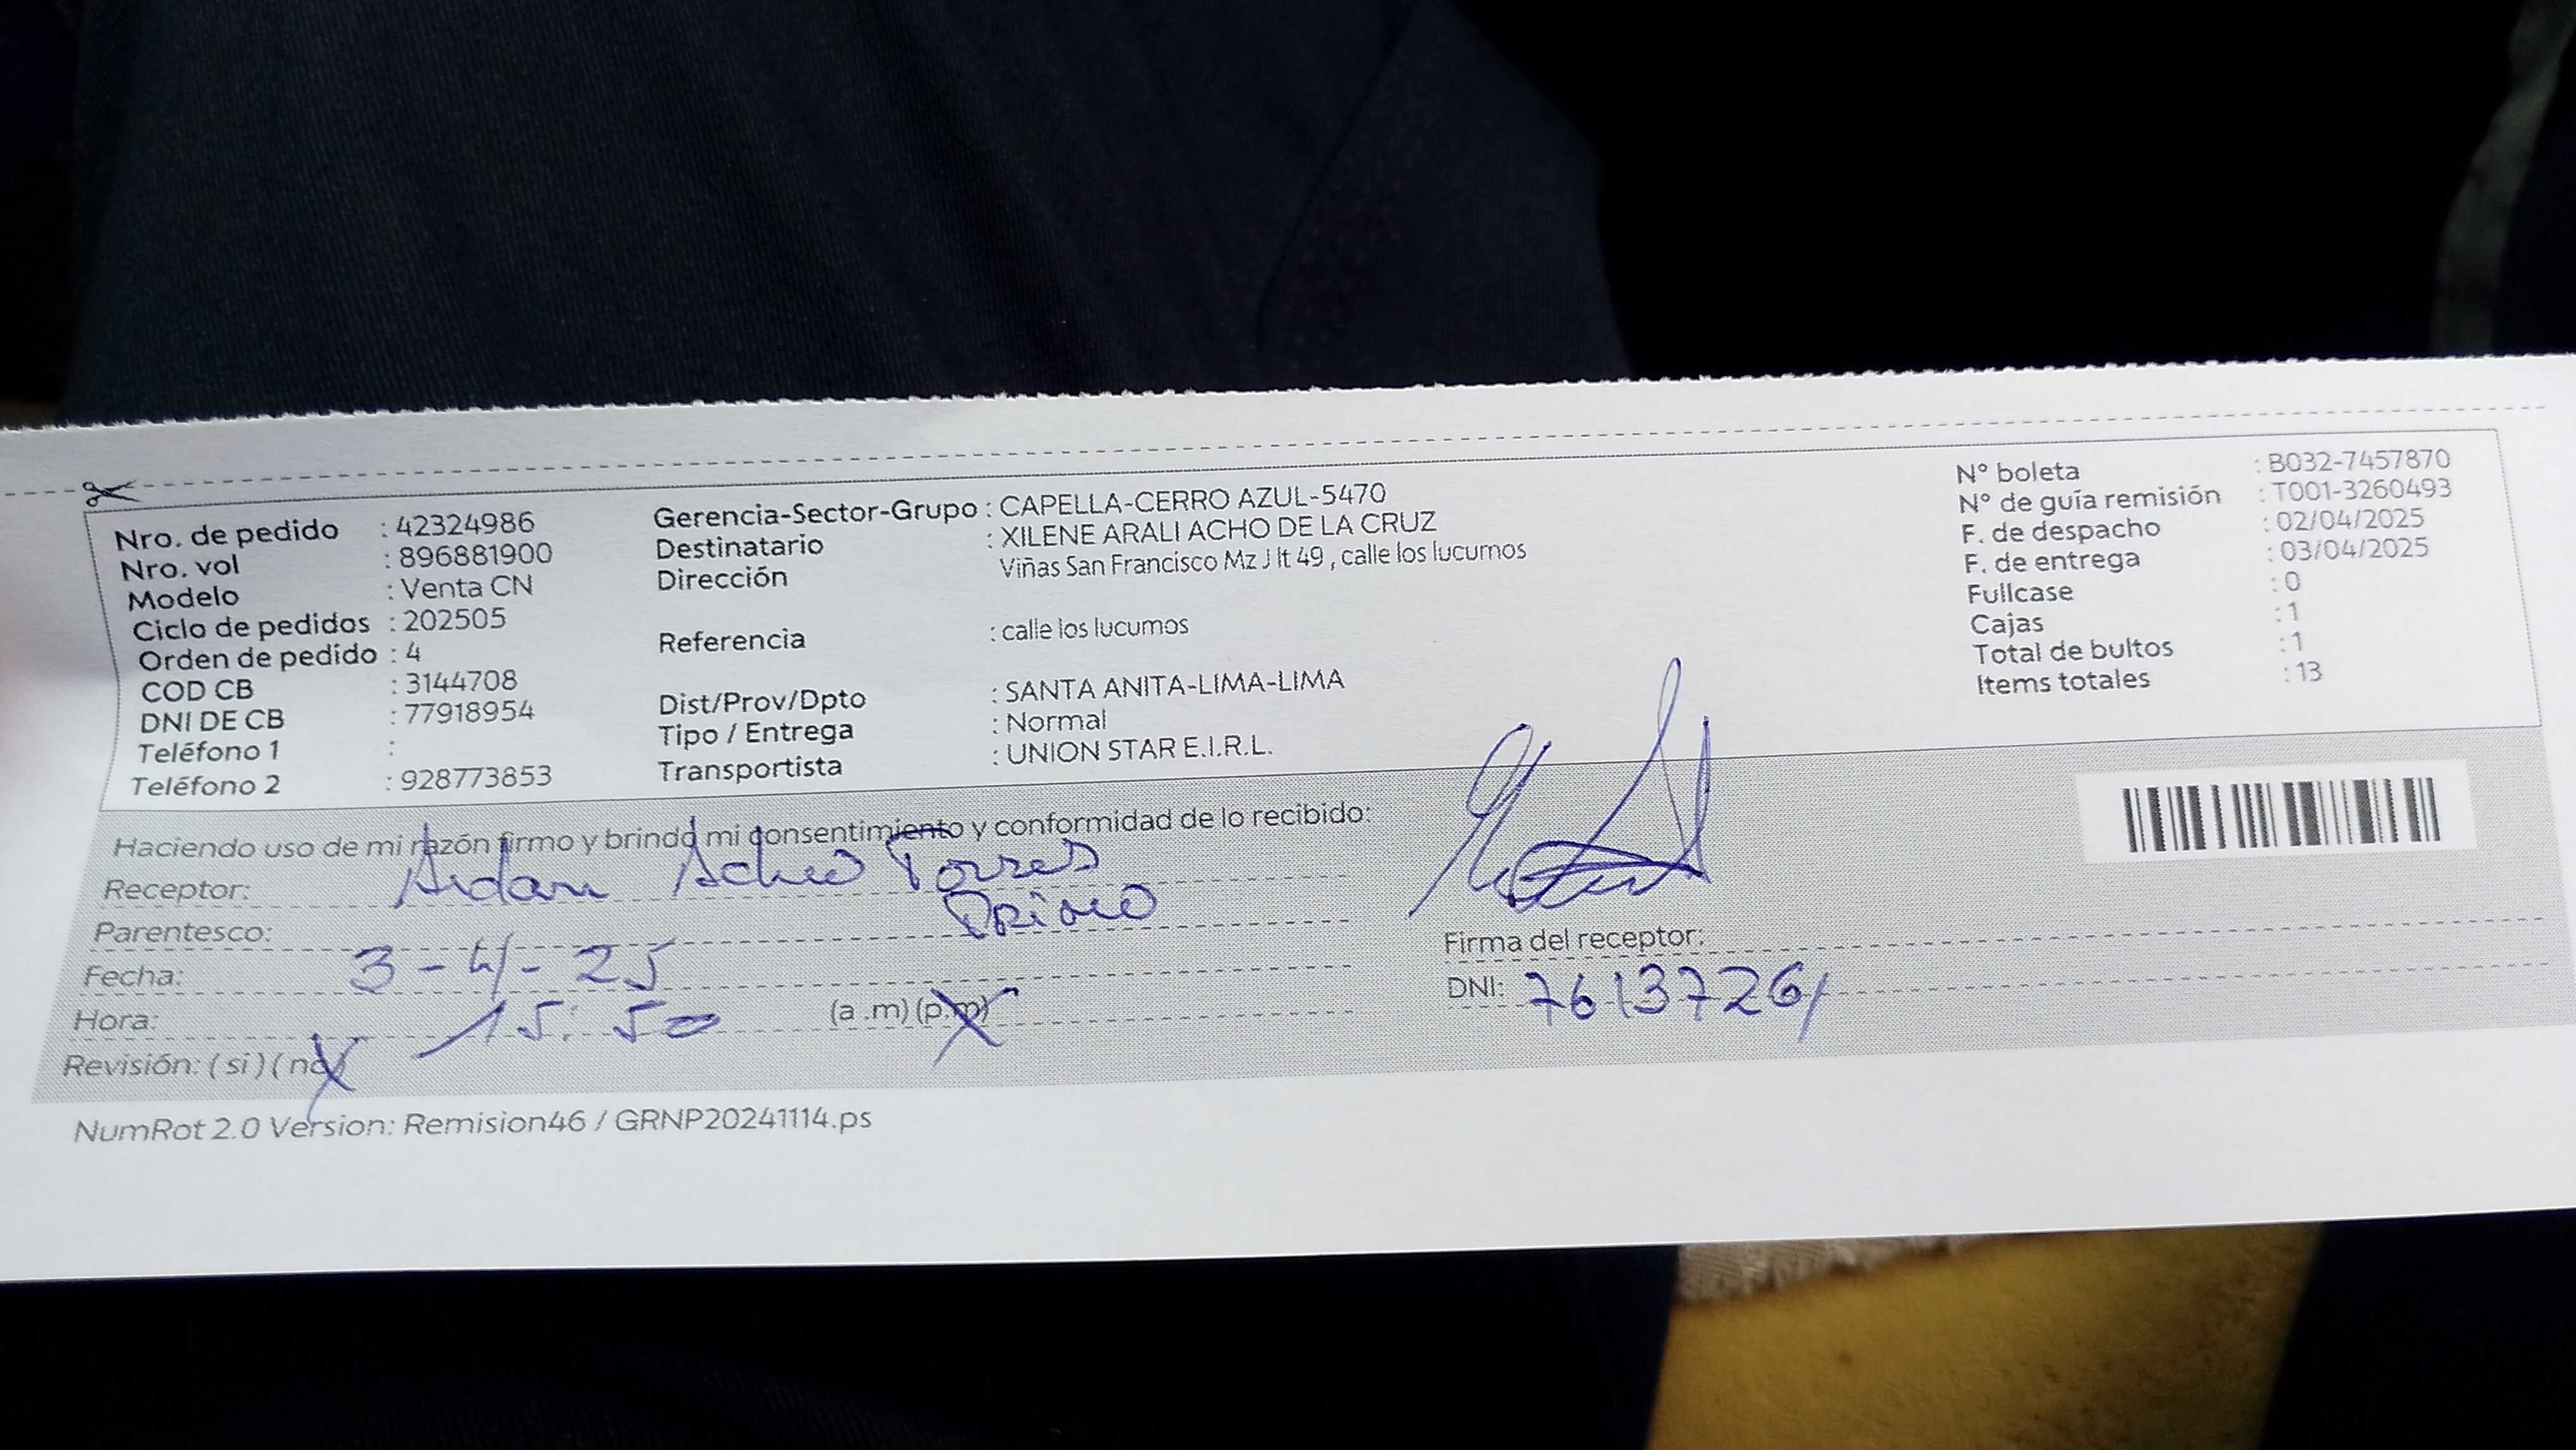 Nro. de pedido : 42324986
Nro. vol : 896881900
Modelo : Venta CN
Ciclo de pedidos : 202505
Orden de pedido : 4
COD CB : 3144708
DNI DE CB : 77918954
Teléfono 1 :
Teléfono 2 : 928773853
Gerencia-Sector-Grupo : CAPELLA-CERRO AZUL-5470
Destinatario : XILENE ARALI ACHO DE LA CRUZ
Dirección Viñas San Francisco Mz J lt 49 , calle los lucumos
Referencia : calle los lucumos
Dist/Prov/Dpto : SANTA ANITA-LIMA-LIMA
Tipo / Entrega : Normal
Transportista : UNION STAR E.I.R.L.
N° boleta : B032-7457870
N° de guía remisión : T001-3260493
F. de despacho : 02/04/2025
F. de entrega : 03/04/2025
Fullcase : 0
Cajas : 1
Total de bultos : 1
Items totales : 13
Haciendo uso de mi razón firmo y brindo mi consentimiento y conformidad de lo recibido:
Receptor: Aidan Acho Torres
Parentesco: Primo
Fecha: 3-4-25
Hora: 15:50 (a .m) (p.m)
Revisión: ( si ) ( no )
Firma del receptor:
DNI: 76137261
NumRot 2.0 Version: Remision46 / GRNP20241114.ps